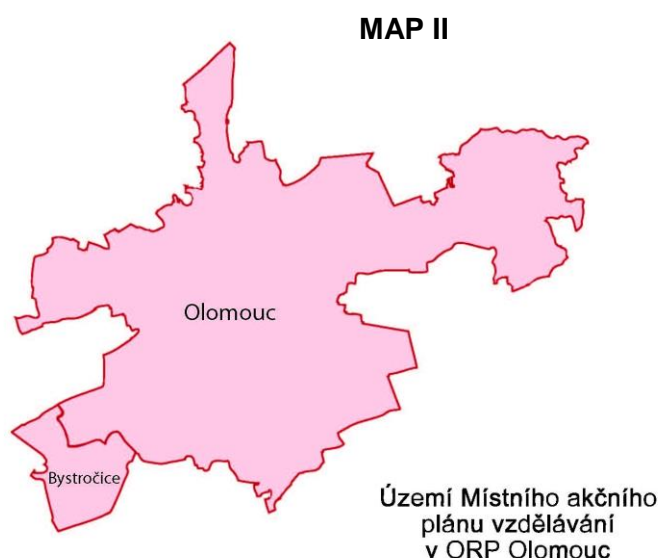 MAP II
Olomouc
Bystročice
Území Místního akčního
plánu vzdělávání
v ORP Olomouc